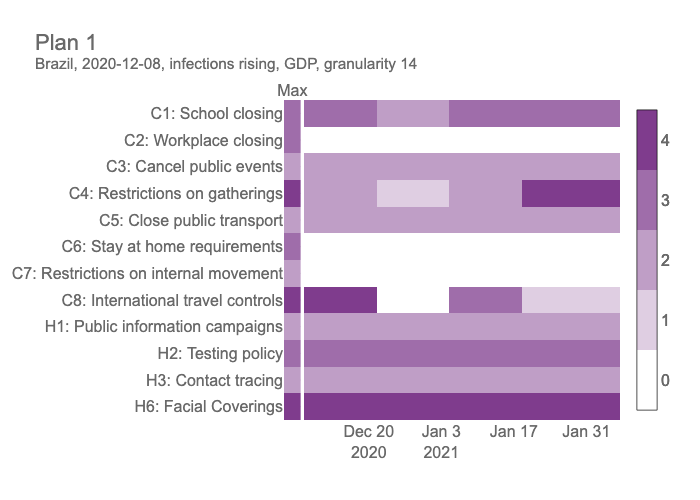 Plan 1
Brazil, 2020-12-08, infections rising, GDP, granularity 14
Max
C1: School closing
C2: Workplace closing
C3: Cancel public events
C4: Restrictions on gatherings
C5: Close public transport
C6: Stay at home requirements
C7: Restrictions on internal movement
C8: International travel controls
H1: Public information campaigns
H2: Testing policy
H3: Contact tracing
H6: Facial Coverings
Dec 20 Jan 3 Jan 17 Jan 31
2020 2021
4
3
2
1
0